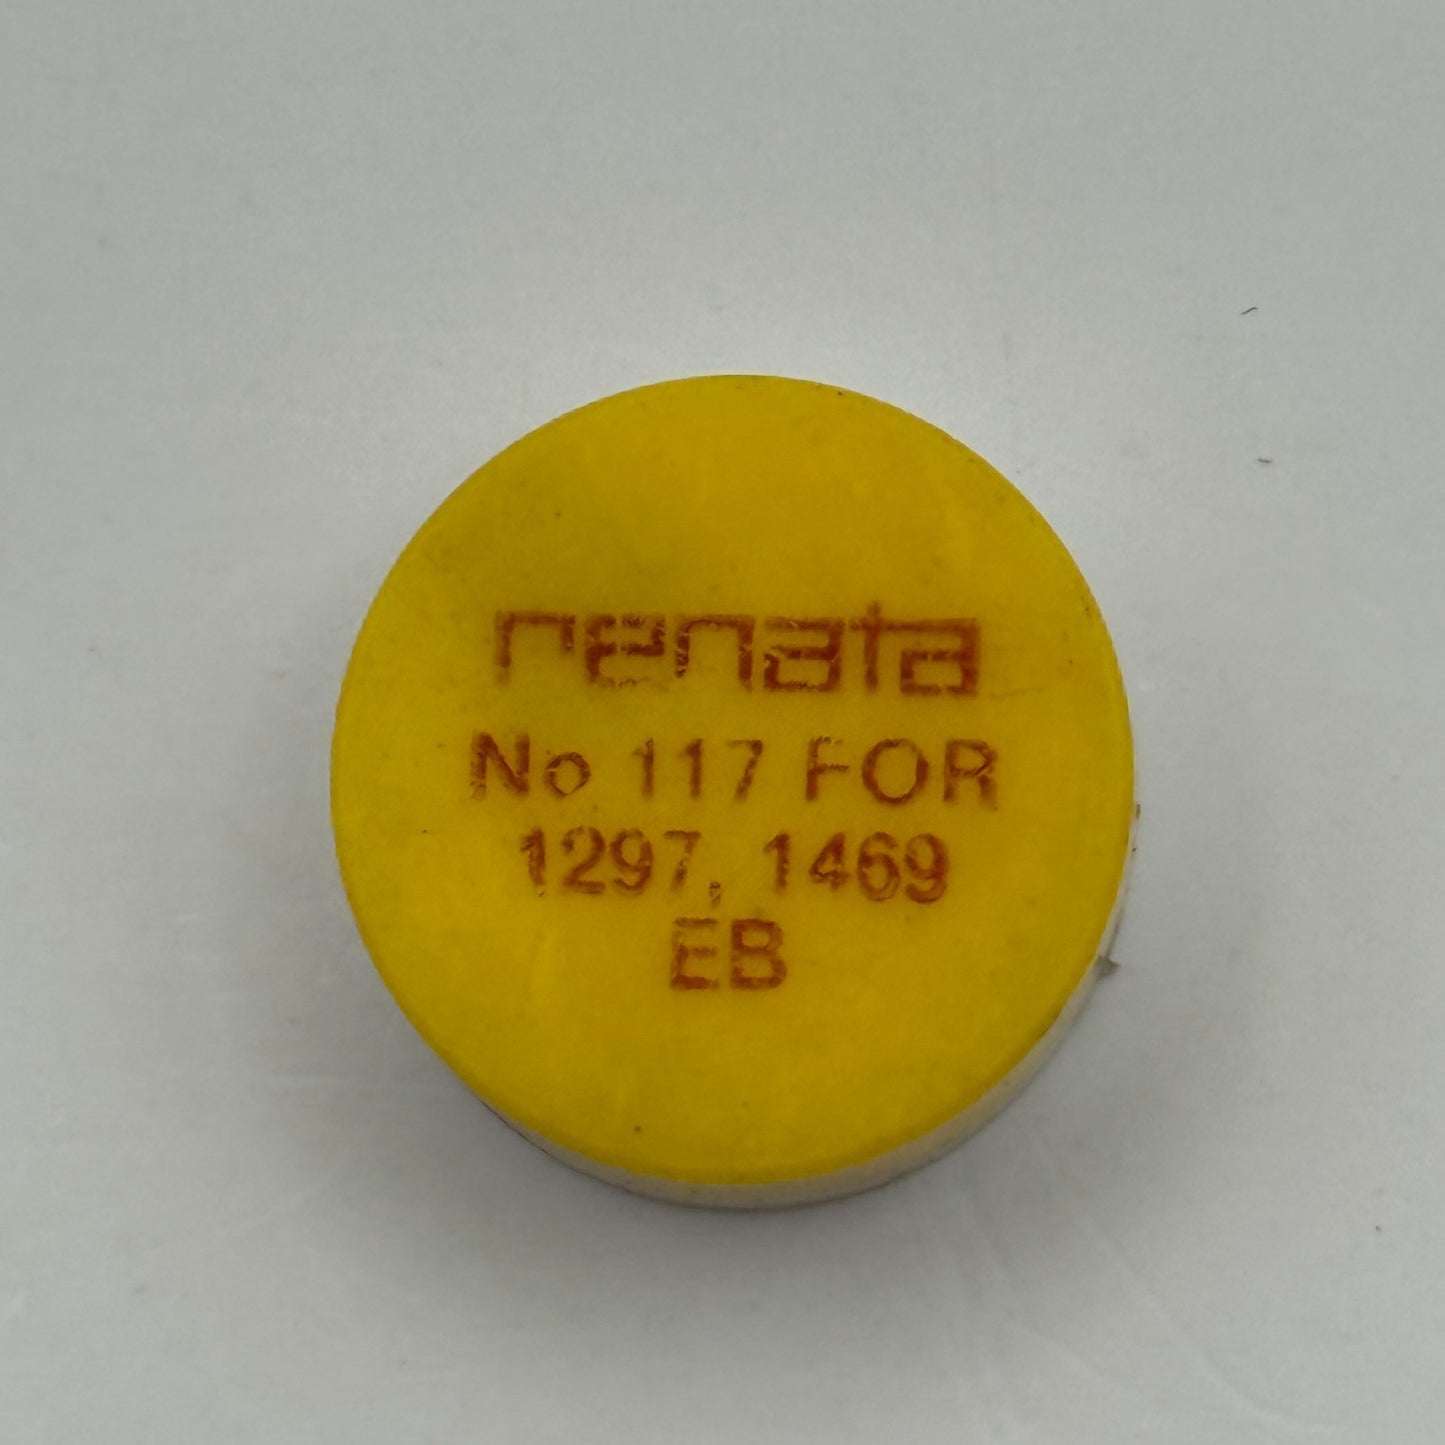 renata
No 117 FOR
1297, 1469
EB